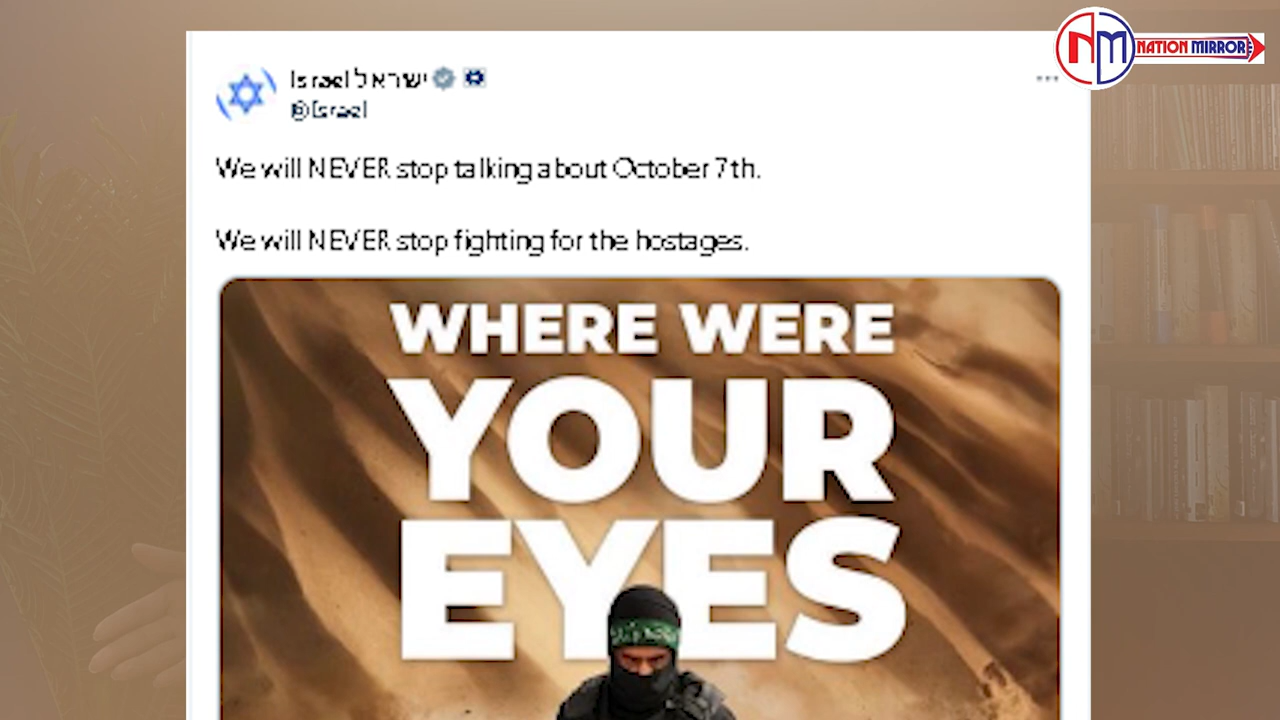 NM NATION MIRROR
Israel ישראל
@Israel
We will NEVER stop talking about October 7th.
We will NEVER stop fighting for the hostages.
WHERE WERE
YOUR
EYES